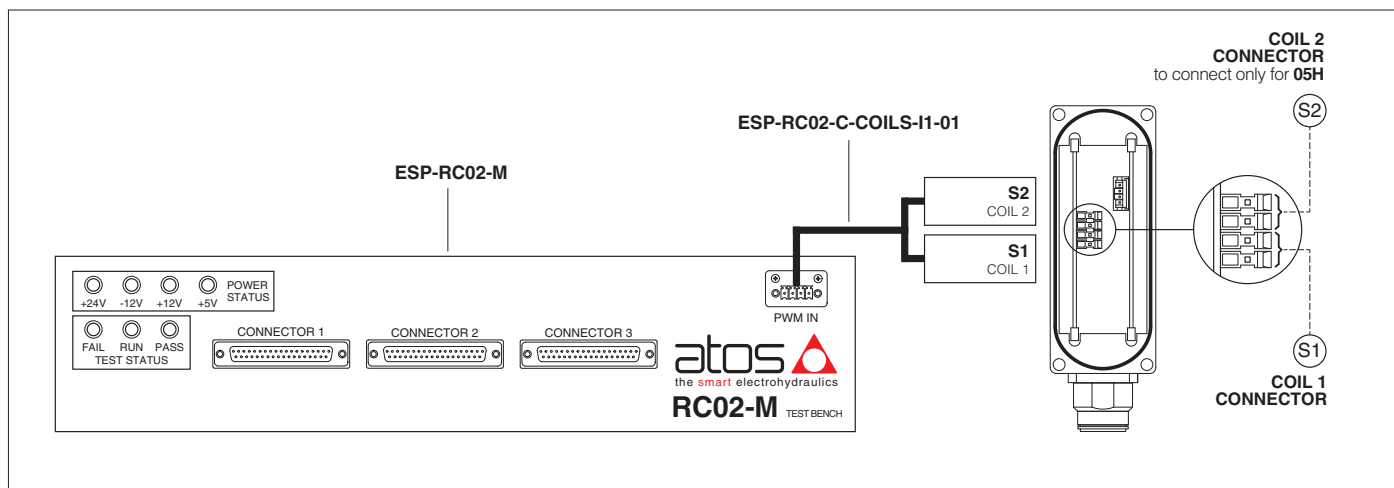 COIL 2
CONNECTOR
to connect only for 05H
S2
ESP-RC02-C-COILS-I1-01
ESP-RC02-M
S2
COIL 2
S1
COIL 1
+24V -12V +12V +5V
POWER
STATUS
FAIL RUN PASS
TEST STATUS
CONNECTOR 1
CONNECTOR 2
CONNECTOR 3
PWM IN
atos
the smart electrohydraulics
RC02-M TEST BENCH
S1
COIL 1
CONNECTOR